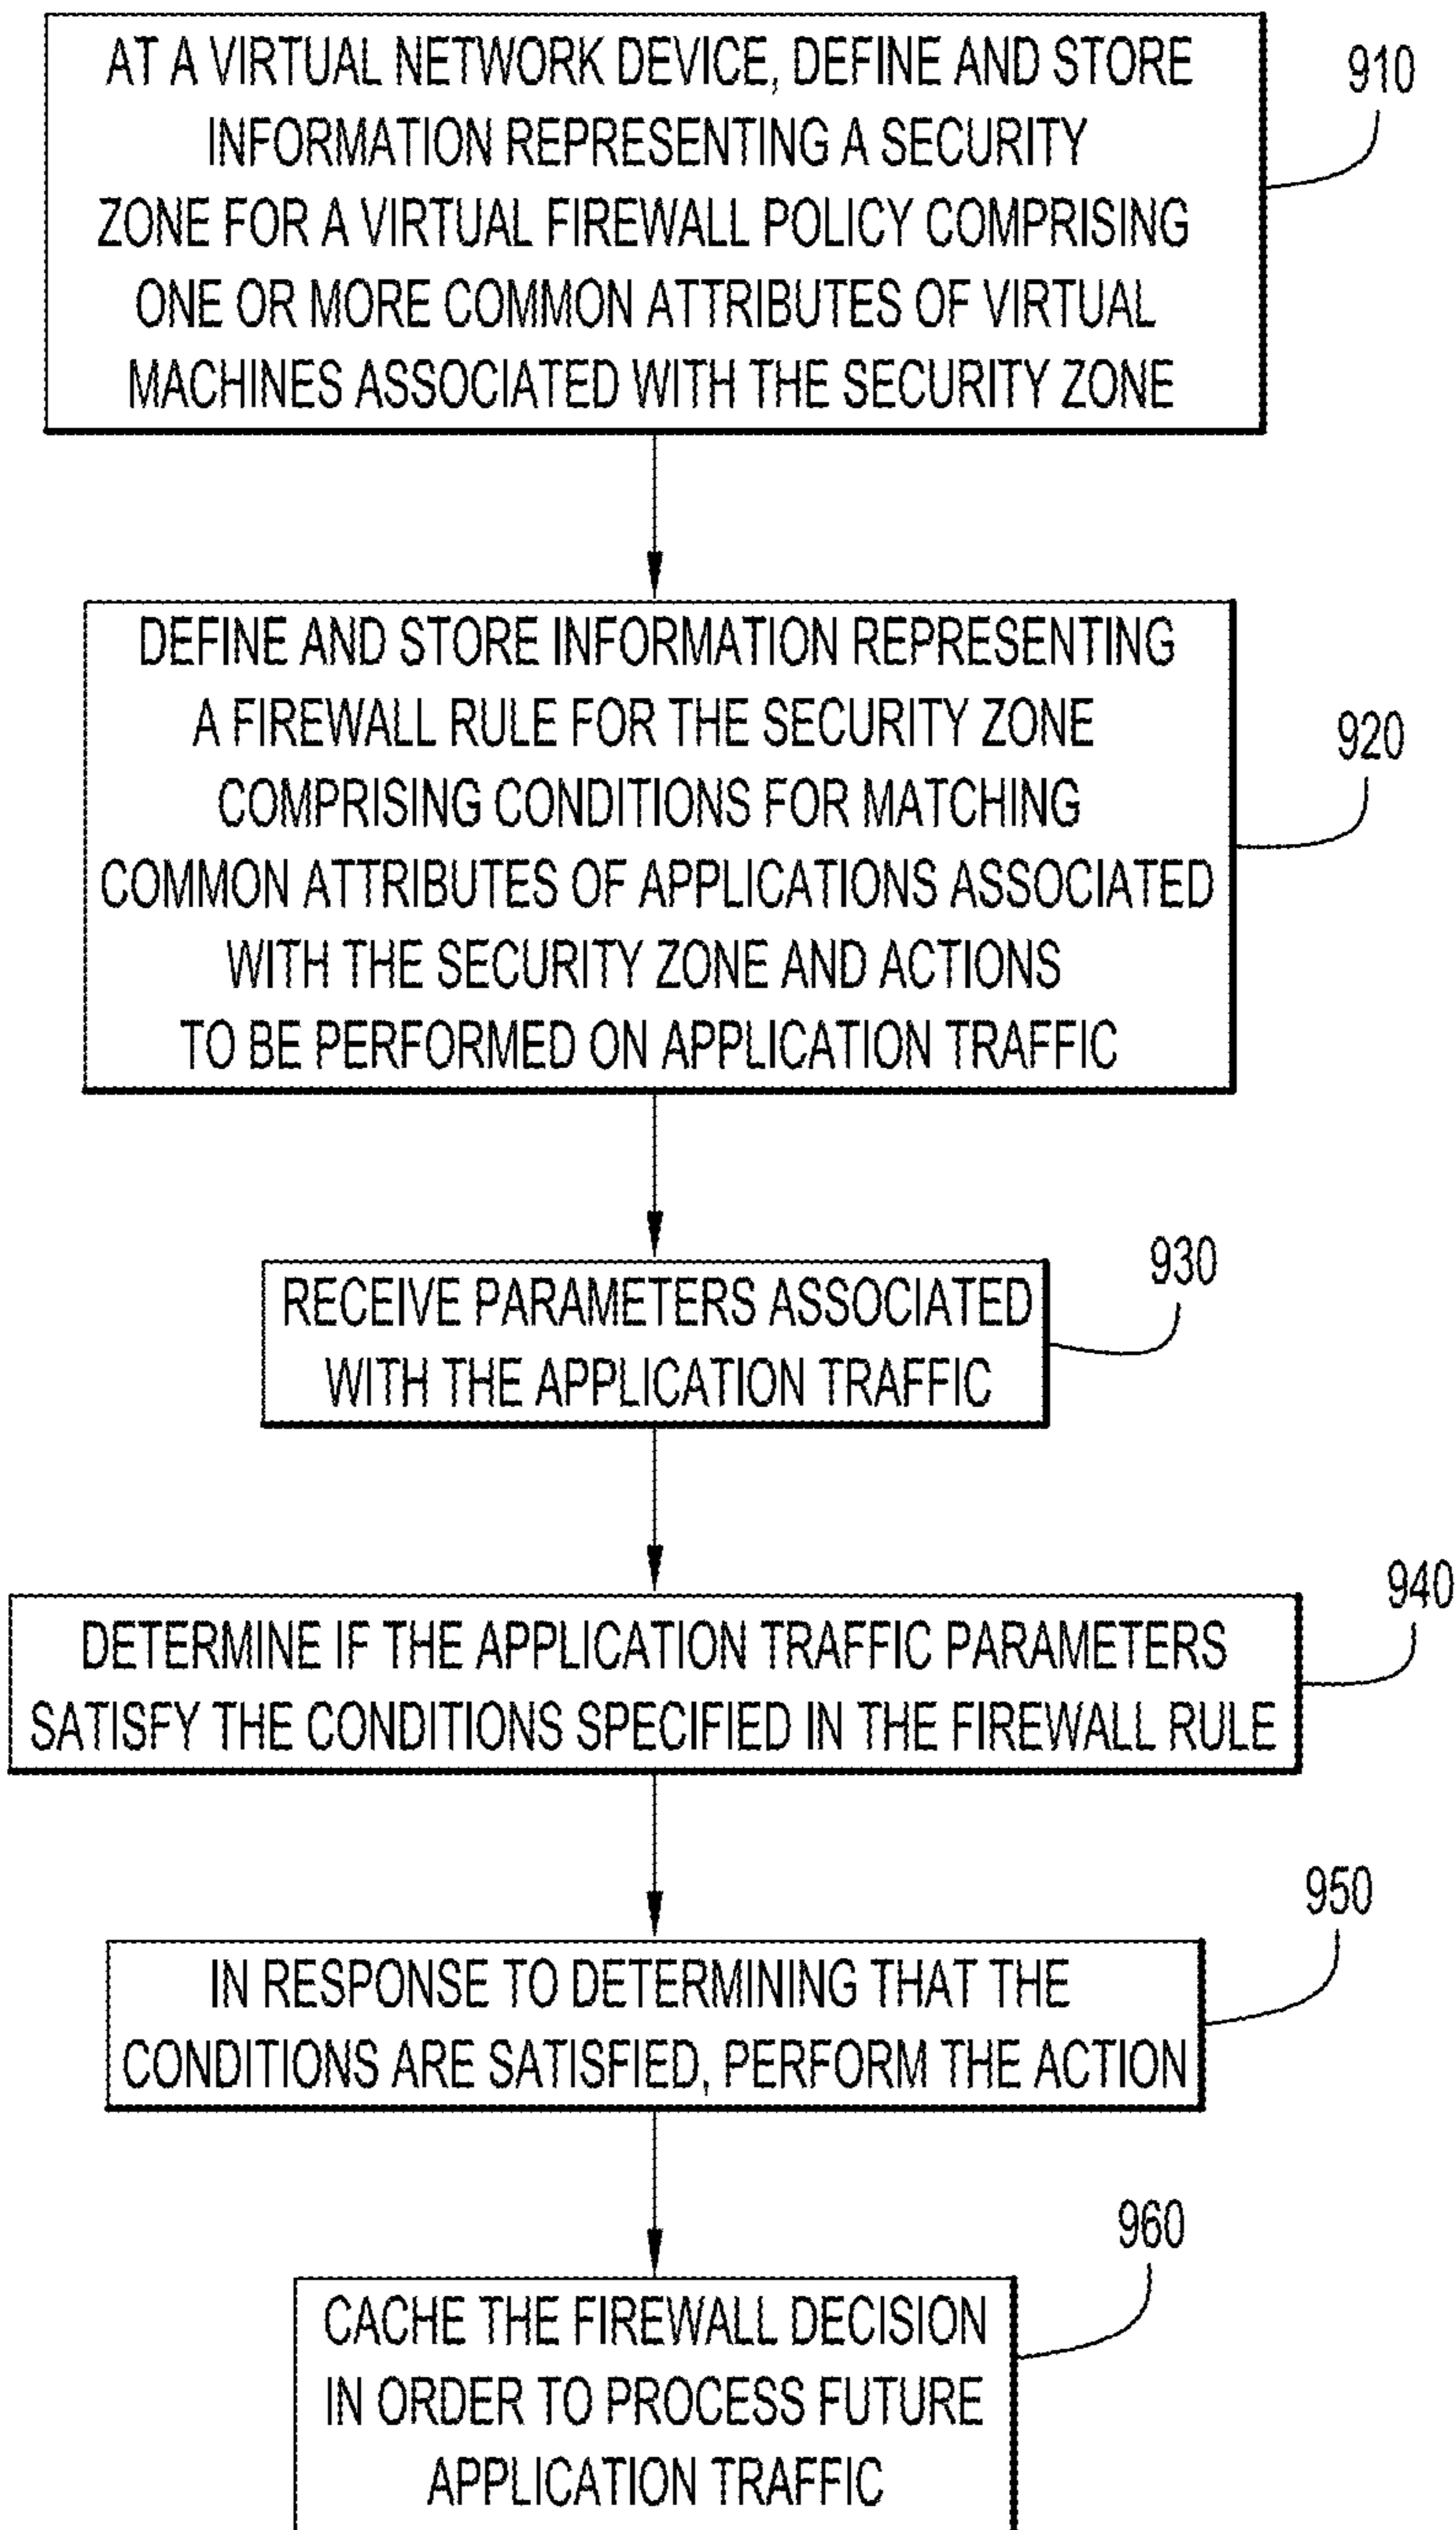 AT A VIRTUAL NETWORK DEVICE, DEFINE AND STORE
INFORMATION REPRESENTING A SECURITY
ZONE FOR A VIRTUAL FIREWALL POLICY COMPRISING
ONE OR MORE COMMON ATTRIBUTES OF VIRTUAL
MACHINES ASSOCIATED WITH THE SECURITY ZONE
910
DEFINE AND STORE INFORMATION REPRESENTING
A FIREWALL RULE FOR THE SECURITY ZONE
COMPRISING CONDITIONS FOR MATCHING
COMMON ATTRIBUTES OF APPLICATIONS ASSOCIATED
WITH THE SECURITY ZONE AND ACTIONS
TO BE PERFORMED ON APPLICATION TRAFFIC
920
RECEIVE PARAMETERS ASSOCIATED
WITH THE APPLICATION TRAFFIC
930
DETERMINE IF THE APPLICATION TRAFFIC PARAMETERS
SATISFY THE CONDITIONS SPECIFIED IN THE FIREWALL RULE
940
IN RESPONSE TO DETERMINING THAT THE
CONDITIONS ARE SATISFIED, PERFORM THE ACTION
950
CACHE THE FIREWALL DECISION
IN ORDER TO PROCESS FUTURE
APPLICATION TRAFFIC
960